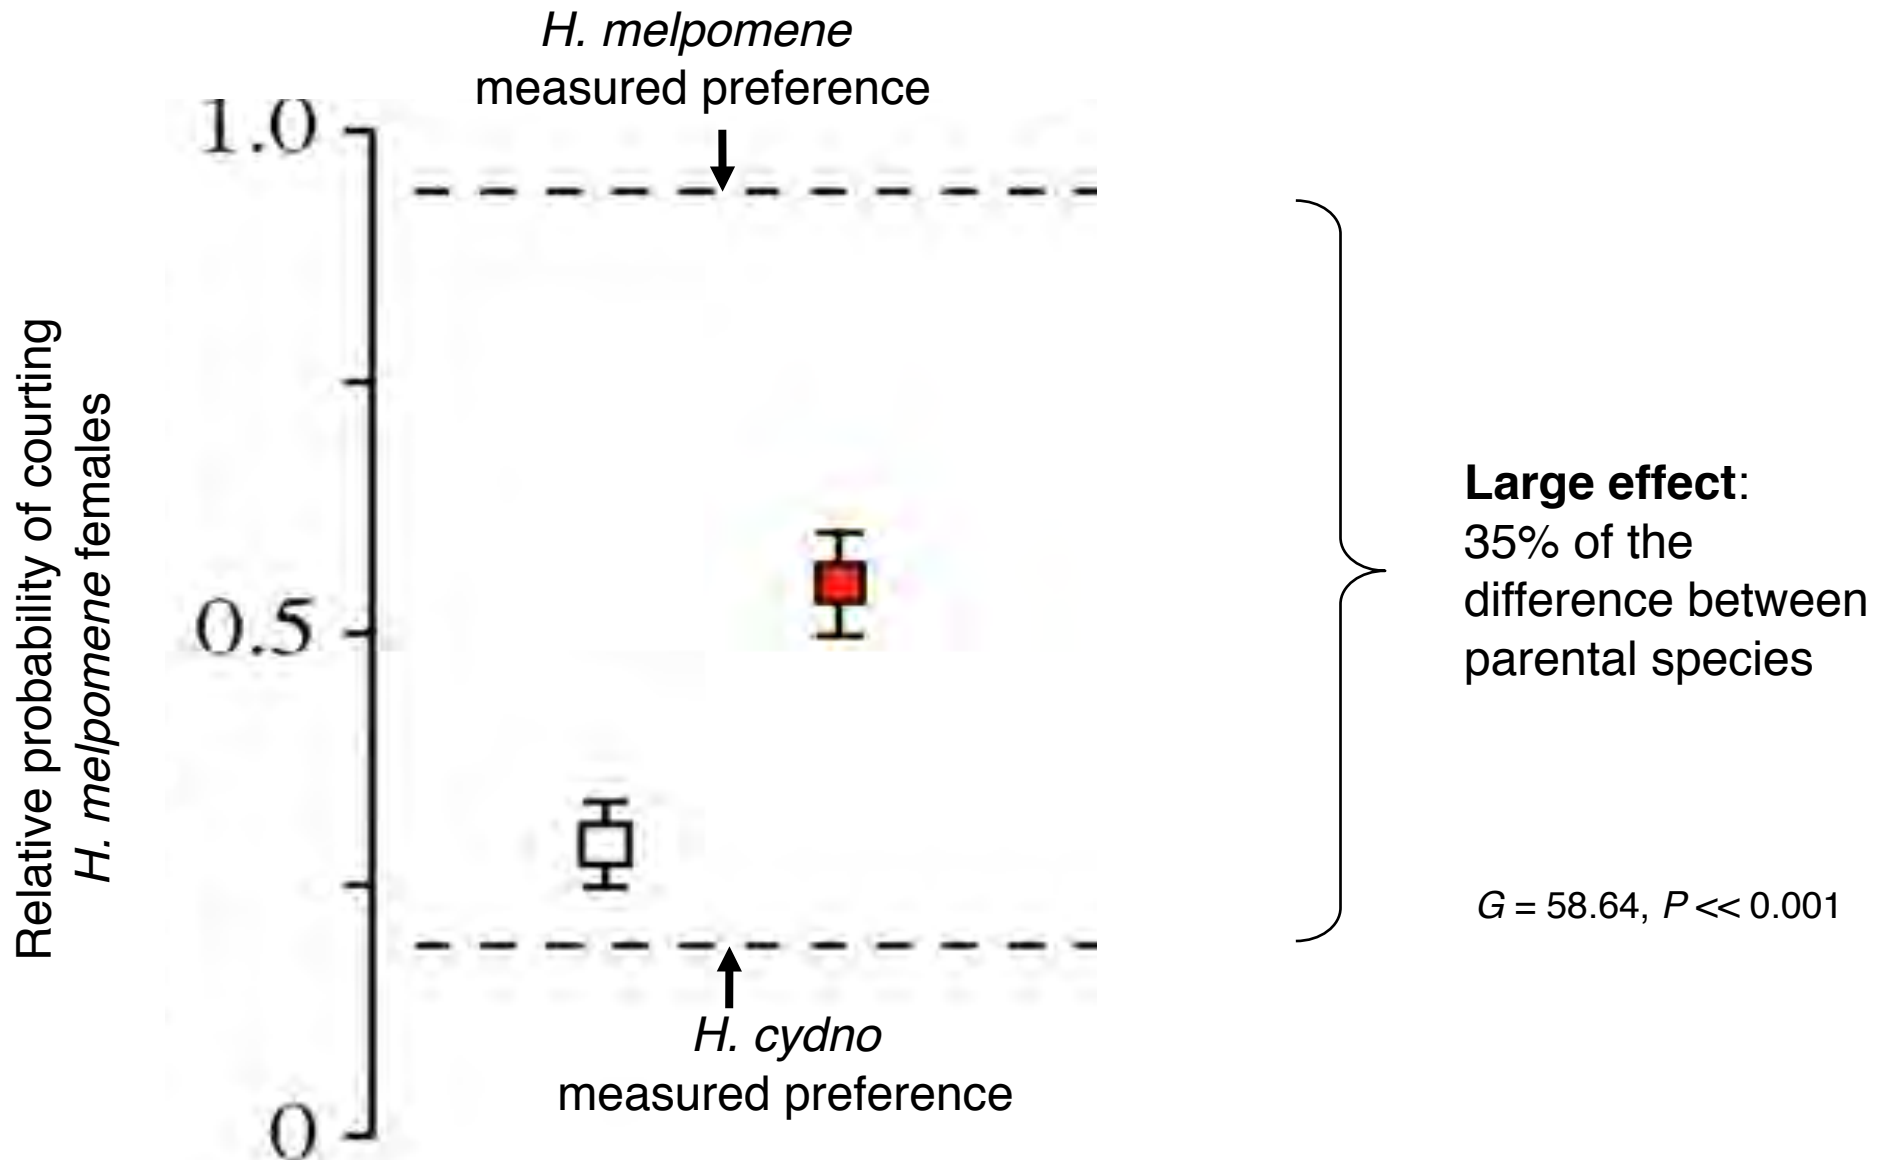 H. melpomene
measured preference
1.0
0.5
0
Relative probability of courting
H. melpomene females
H. cydno
measured preference
Large effect:
35% of the
difference between
parental species
G = 58.64, P << 0.001